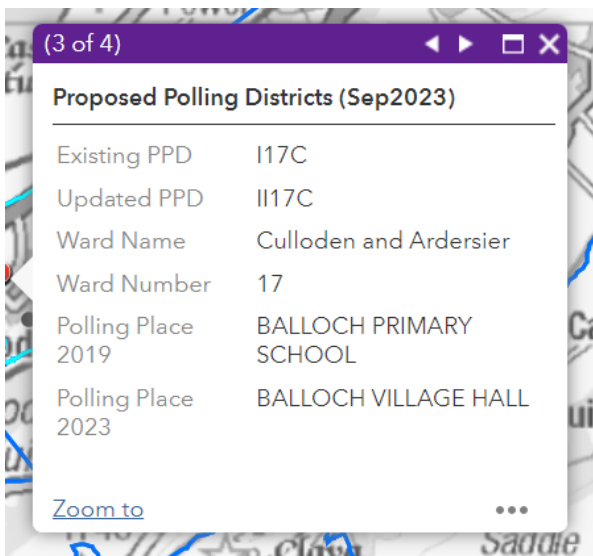 (3 of 4)
Proposed Polling Districts (Sep2023)
Existing PPD I17C
Updated PPD II17C
Ward Name Culloden and Ardersier
Ward Number 17
Polling Place 2019 BALLOCH PRIMARY SCHOOL
Polling Place 2023 BALLOCH VILLAGE HALL
Zoom to
Clava
Saddle